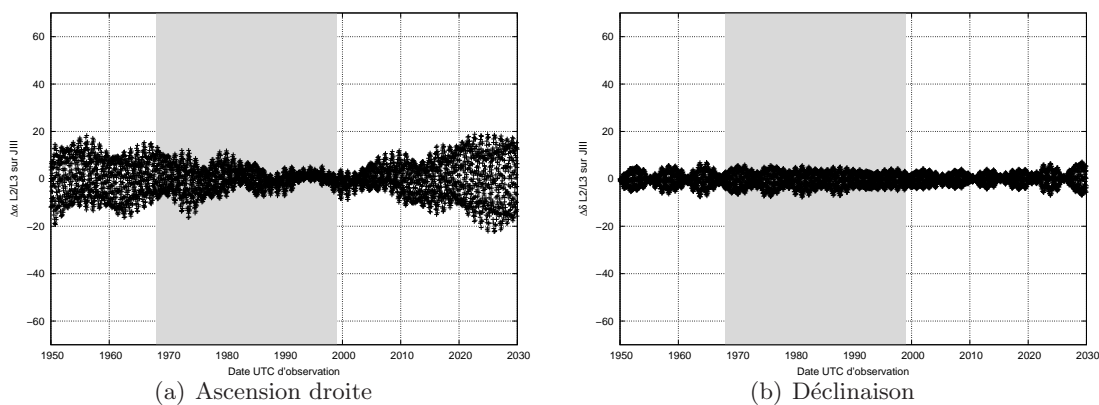 60
40
20
0
−20
−40
−60
Δα L2/L3 sur JIII
1950 1960 1970 1980 1990 2000 2010 2020 2030
Date UTC d'observation
(a) Ascension droite
60
40
20
0
−20
−40
−60
Δδ L2/L3 sur JIII
1950 1960 1970 1980 1990 2000 2010 2020 2030
Date UTC d'observation
(b) Déclinaison